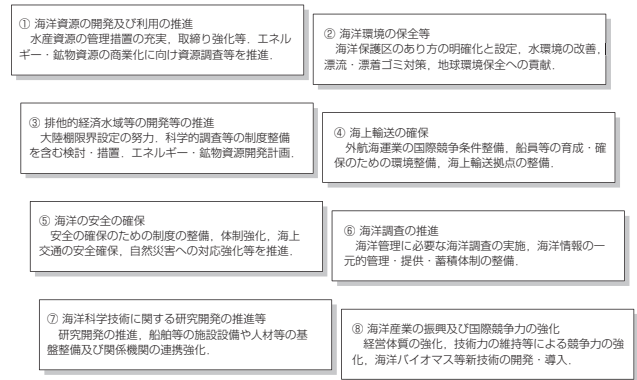 ① 海洋資源の開発及び利用の推進
水産資源の管理措置の充実，取締り強化等．エネル
ギー・鉱物資源の商業化に向け資源調査等を推進．
② 海洋環境の保全等
海洋保護区のあり方の明確化と設定，水環境の改善，
漂流・漂着ゴミ対策，地球環境保全への貢献．
③ 排他的経済水域等の開発等の推進
大陸棚限界設定の努力．科学的調査等の制度整備
を含む検討・措置．エネルギー・鉱物資源開発計画．
④ 海上輸送の確保
外航海運業の国際競争条件整備，船員等の育成・確
保のための環境整備，海上輸送拠点の整備．
⑤ 海洋の安全の確保
安全の確保のための制度の整備，体制強化，海上
交通の安全確保，自然災害への対応強化等を推進．
⑥ 海洋調査の推進
海洋管理に必要な海洋調査の実施，海洋情報の一
元的管理・提供・蓄積体制の整備．
⑦ 海洋科学技術に関する研究開発の推進等
研究開発の推進，船舶等の施設設備や人材等の基
盤整備及び関係機関の連携強化．
⑧ 海洋産業の振興及び国際競争力の強化
経営体質の強化，技術力の維持等による競争力の強
化，海洋バイオマス等新技術の開発・導入．